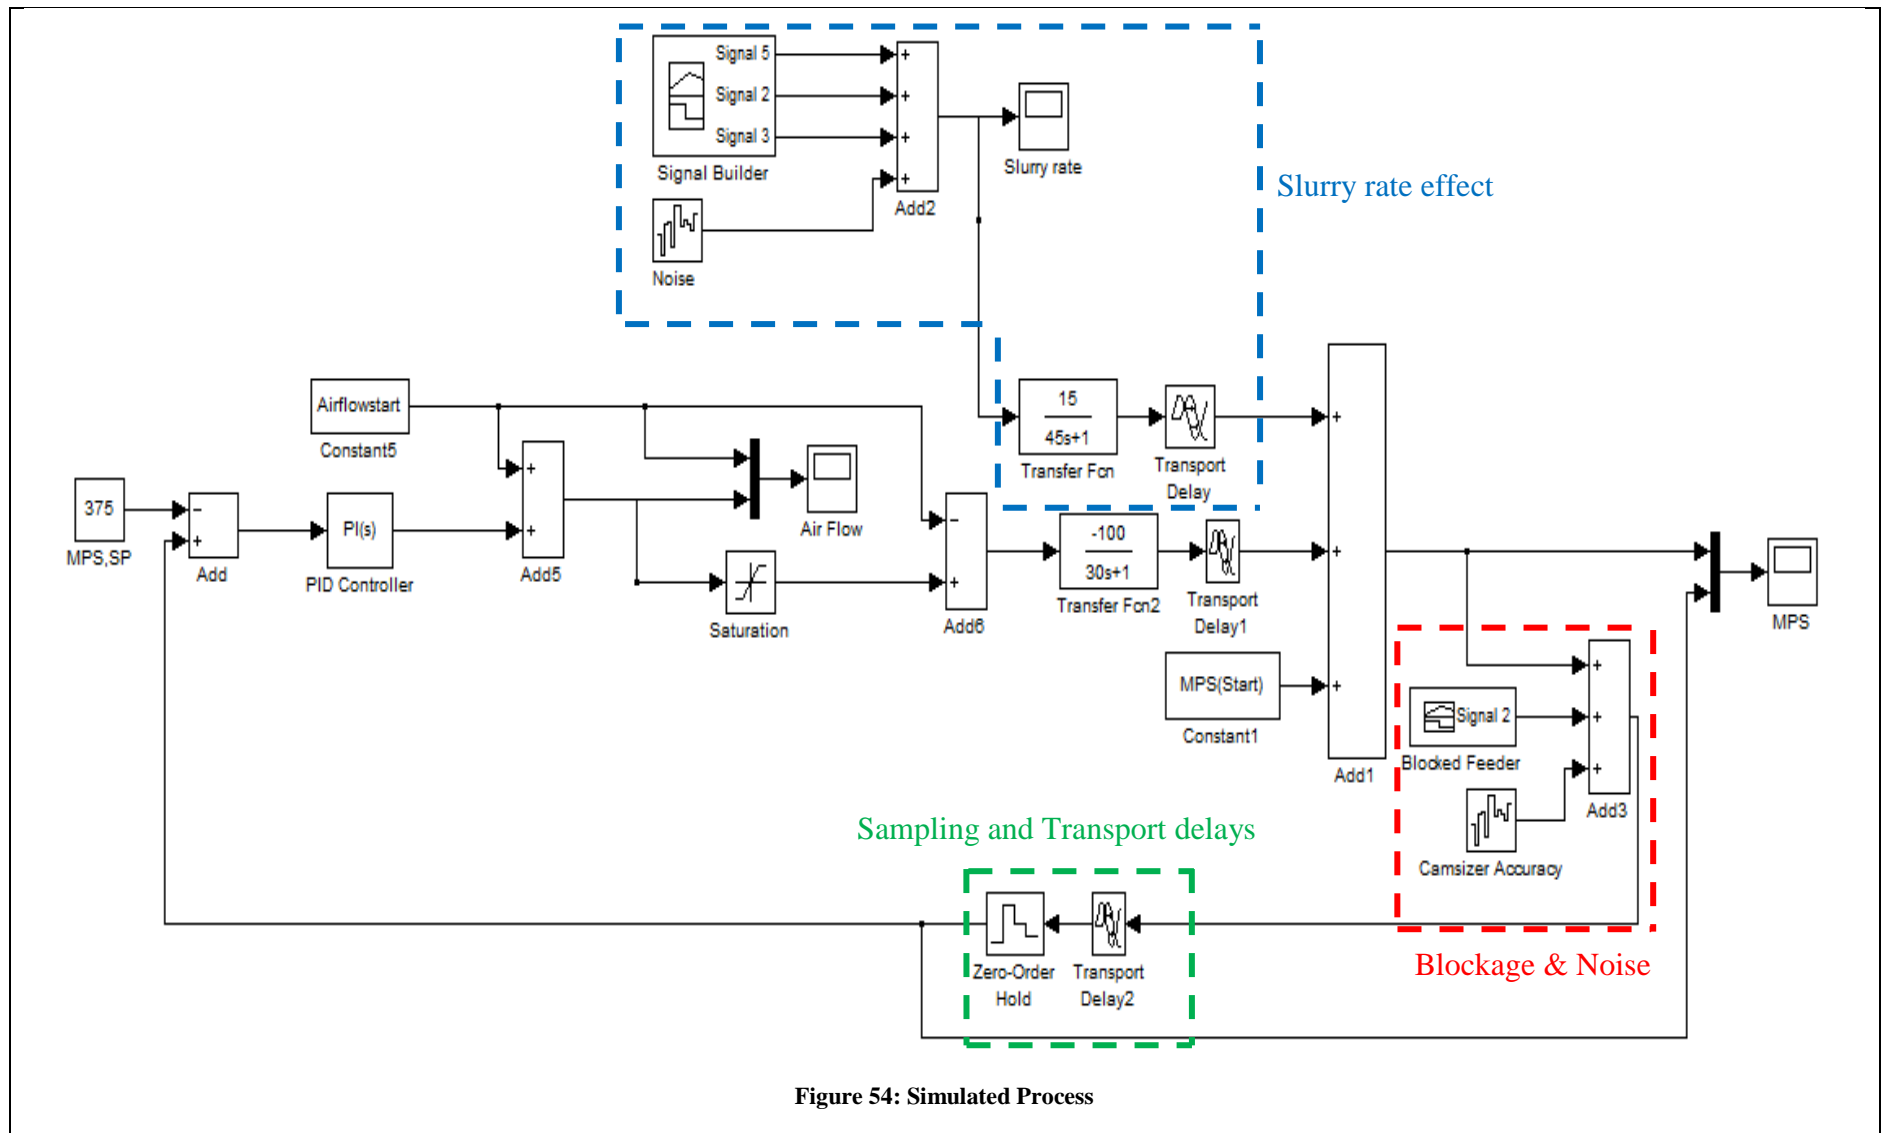 Signal 5
Signal 2
Signal 3
Signal Builder
+
+
+
+
Add2
Slurry rate
Noise
Slurry rate effect
Airflowstart
Constant5
15
45s+1
Transfer Fcn
Transport
Delay
+
375
MPS,SP
-
+
Add
PI(s)
PID Controller
+
+
Add5
Air Flow
Saturation
-
+
Add6
-100
30s+1
Transfer Fcn2
Transport
Delay1
+
MPS(Start)
Constant1
+
Add1
MPS
+
Signal 2
Blocked Feeder
+
+
Add3
Camsizer Accuracy
Blockage & Noise
Sampling and Transport delays
Zero-Order
Hold
Transport
Delay2
Figure 54: Simulated Process